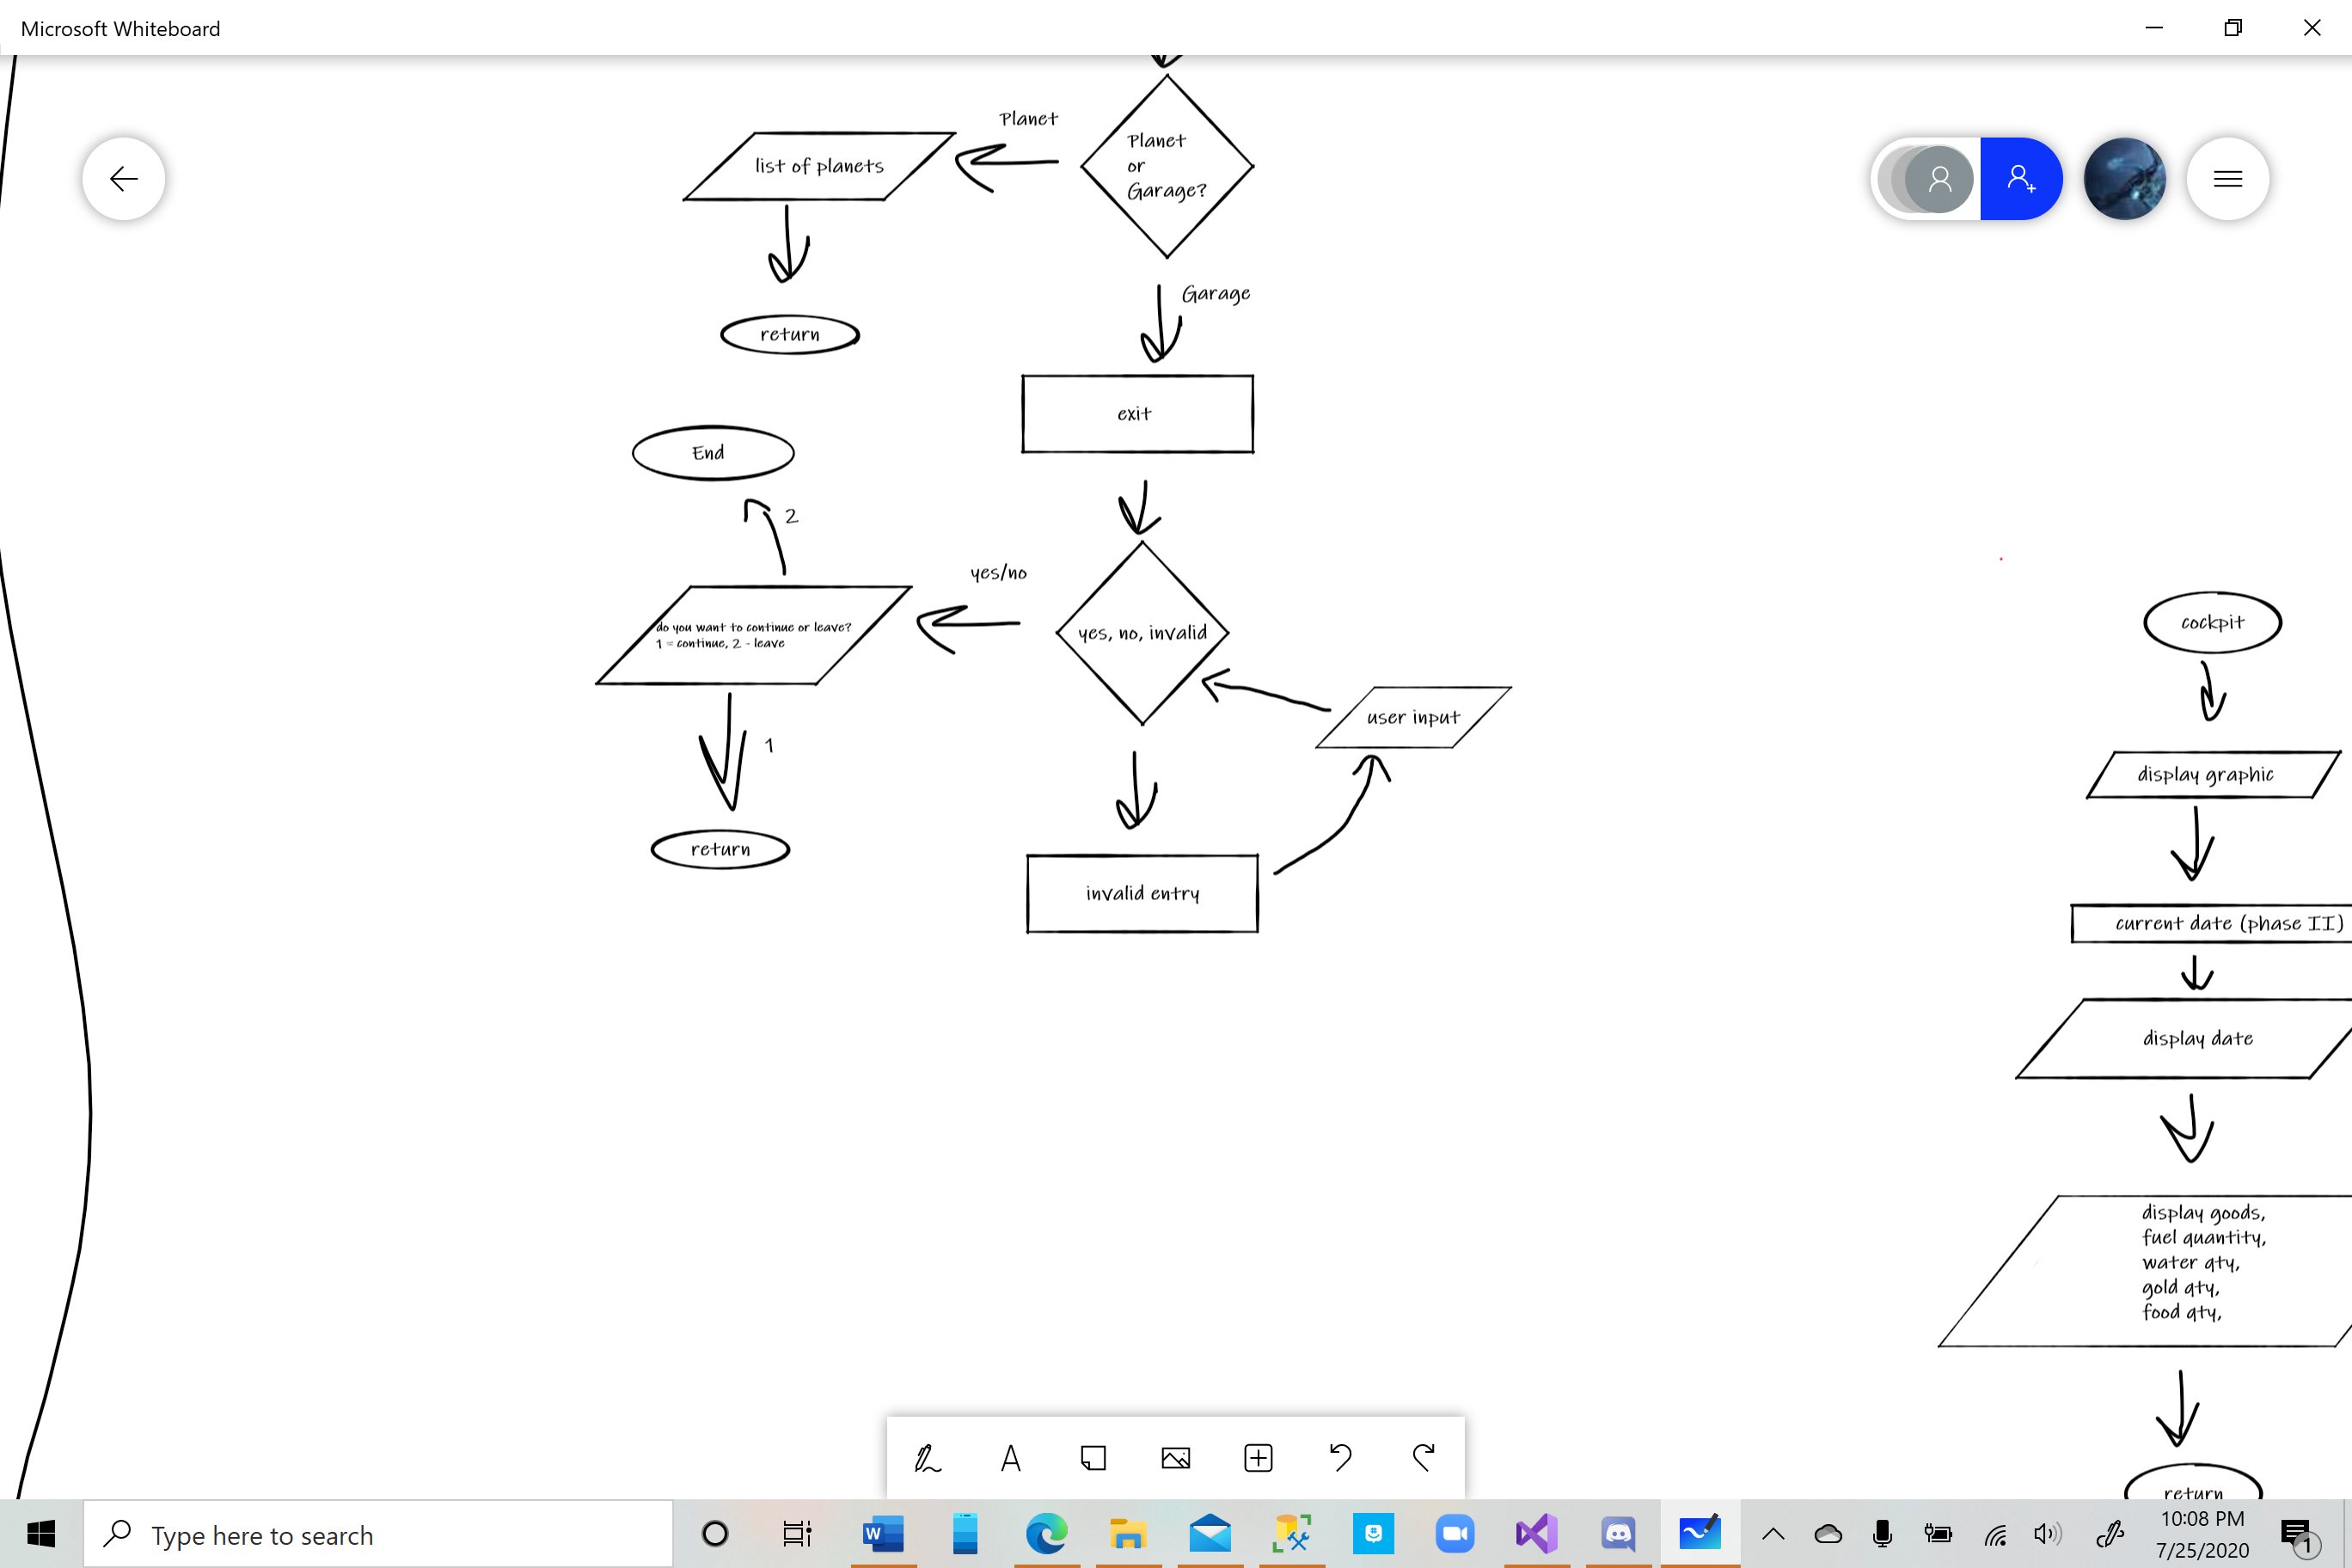 Microsoft Whiteboard
Planet
Planet
or
Garage?
list of planets
return
Garage
exit
End
2
yes/no
yes, no, invalid
do you want to continue or leave?
1 = continue, 2 - leave
user input
1
return
invalid entry
cockpit
display graphic
current date (phase II)
display date
display goods,
fuel quantity,
water qty,
gold qty,
food qty,
return
Type here to search
W
10:08 PM
7/25/2020
1